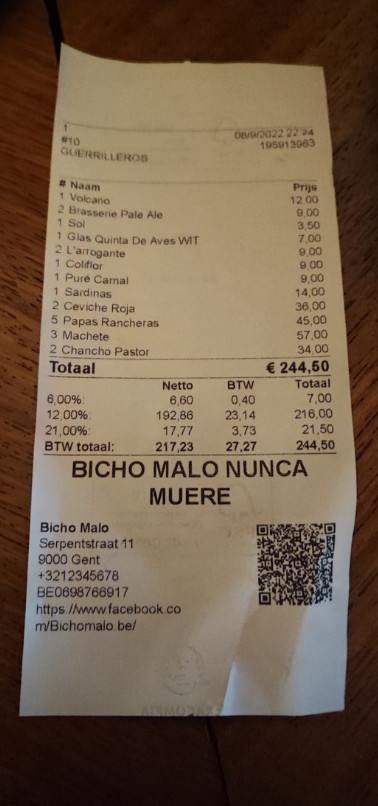 1
#10 08/9/2022 22:24
GUERRILLEROS 195913963
# Naam Prijs
1 Volcano 12,00
2 Brasserie Pale Ale 9,00
1 Sol 3,50
1 Glas Quinta De Aves WIT 7,00
2 L'arrogante 9,00
1 Coliflor 9,00
1 Puré Carnal 9,00
1 Sardinas 14,00
2 Ceviche Roja 36,00
5 Papas Rancheras 45,00
3 Machete 57,00
2 Chancho Pastor 34,00
Totaal € 244,50
Netto BTW Totaal
6,00%: 6,60 0,40 7,00
12,00%: 192,86 23,14 216,00
21,00%: 17,77 3,73 21,50
BTW totaal: 217,23 27,27 244,50
BICHO MALO NUNCA
MUERE
Bicho Malo
Serpentstraat 11
9000 Gent
+3212345678
BE0698766917
https://www.facebook.co
m/Bichomalo.be/